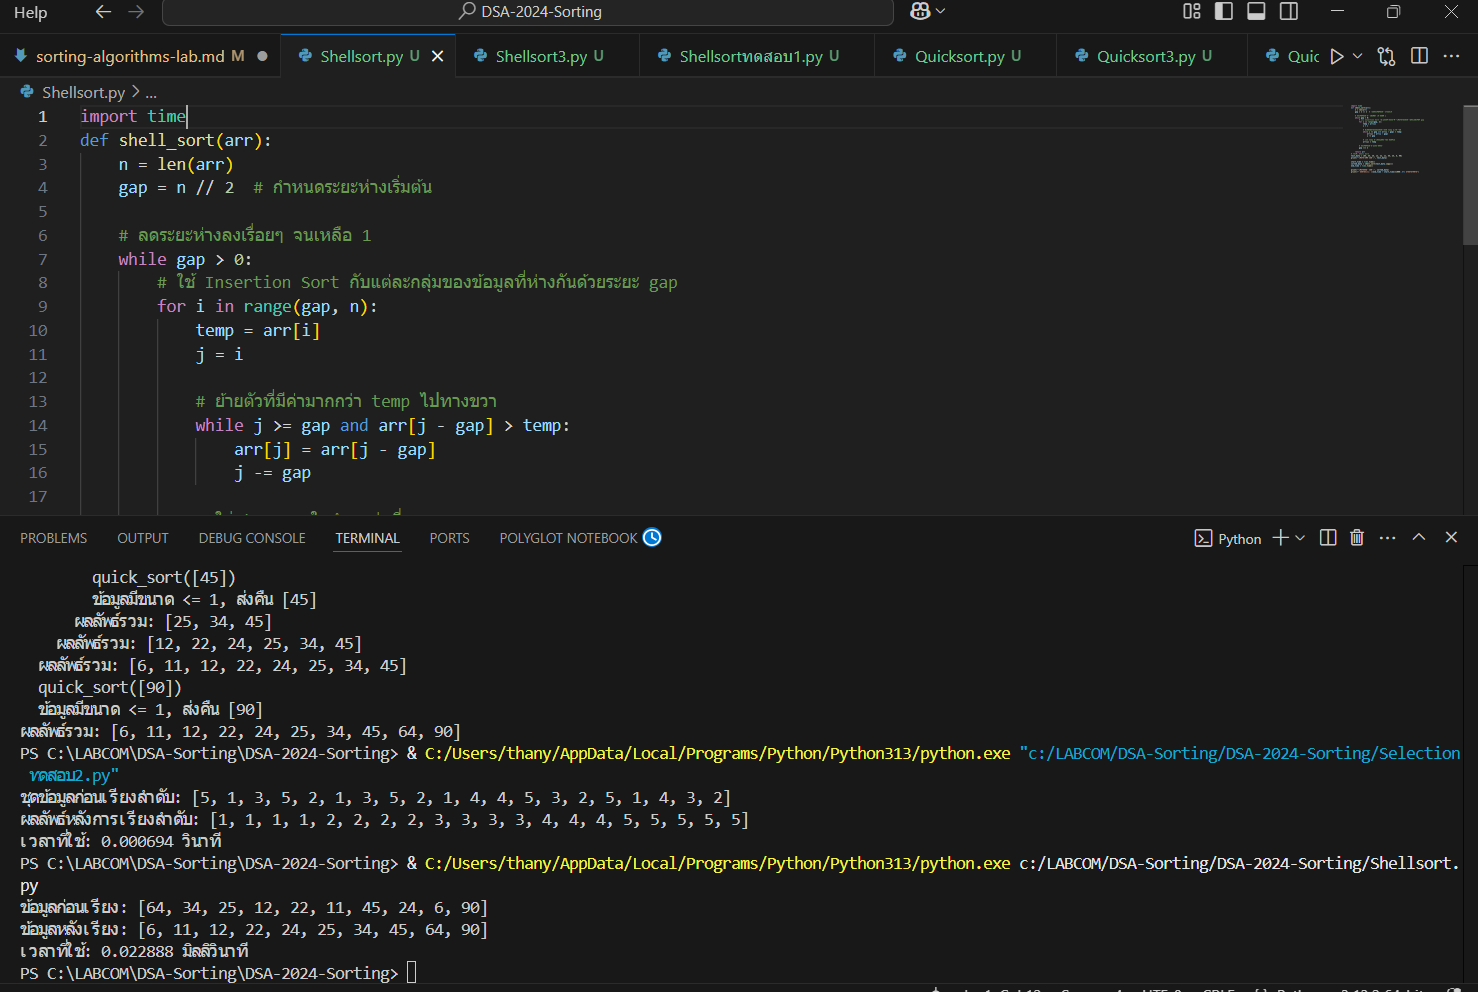 Help
DSA-2024-Sorting
sorting-algorithms-lab.md M
Shellsort.py U
Shellsort3.py U
Shellsortทดสอบ1.py U
Quicksort.py U
Quicksort3.py U
Quic
Shellsort.py > ...
1 import time
2 def shell_sort(arr):
3 n = len(arr)
4 gap = n // 2 # กำหนดระยะห่างเริ่มต้น
5
6 # ลดระยะห่างลงเรื่อยๆ จนเหลือ 1
7 while gap > 0:
8 # ใช้ Insertion Sort กับแต่ละกลุ่มของข้อมูลที่ห่างกันด้วยระยะ gap
9 for i in range(gap, n):
10 temp = arr[i]
11 j = i
12
13 # ย้ายตัวที่มีค่ามากกว่า temp ไปทางขวา
14 while j >= gap and arr[j - gap] > temp:
15 arr[j] = arr[j - gap]
16 j -= gap
17
PROBLEMS OUTPUT DEBUG CONSOLE TERMINAL PORTS POLYGLOT NOTEBOOK
Python
quick_sort([45])
ข้อมูลมีขนาด <= 1, ส่งคืน [45]
ผลลัพธ์รวม: [25, 34, 45]
ผลลัพธ์รวม: [12, 22, 24, 25, 34, 45]
ผลลัพธ์รวม: [6, 11, 12, 22, 24, 25, 34, 45]
quick_sort([90])
ข้อมูลมีขนาด <= 1, ส่งคืน [90]
ผลลัพธ์รวม: [6, 11, 12, 22, 24, 25, 34, 45, 64, 90]
PS C:\LABCOM\DSA-Sorting\DSA-2024-Sorting> & C:/Users/thany/AppData/Local/Programs/Python/Python313/python.exe "c:/LABCOM/DSA-Sorting/DSA-2024-Sorting/Selection
ทดสอบ2.py"
ชุดข้อมูลก่อนเรียงลำดับ: [5, 1, 3, 5, 2, 1, 3, 5, 2, 1, 4, 4, 5, 3, 2, 5, 1, 4, 3, 2]
ผลลัพธ์หลังการเรียงลำดับ: [1, 1, 1, 1, 2, 2, 2, 2, 3, 3, 3, 3, 4, 4, 4, 5, 5, 5, 5, 5]
เวลาที่ใช้: 0.000694 วินาที
PS C:\LABCOM\DSA-Sorting\DSA-2024-Sorting> & C:/Users/thany/AppData/Local/Programs/Python/Python313/python.exe c:/LABCOM/DSA-Sorting/DSA-2024-Sorting/Shellsort.
py
ข้อมูลก่อนเรียง: [64, 34, 25, 12, 22, 11, 45, 24, 6, 90]
ข้อมูลหลังเรียง: [6, 11, 12, 22, 24, 25, 34, 45, 64, 90]
เวลาที่ใช้: 0.022888 มิลลิวินาที
PS C:\LABCOM\DSA-Sorting\DSA-2024-Sorting>